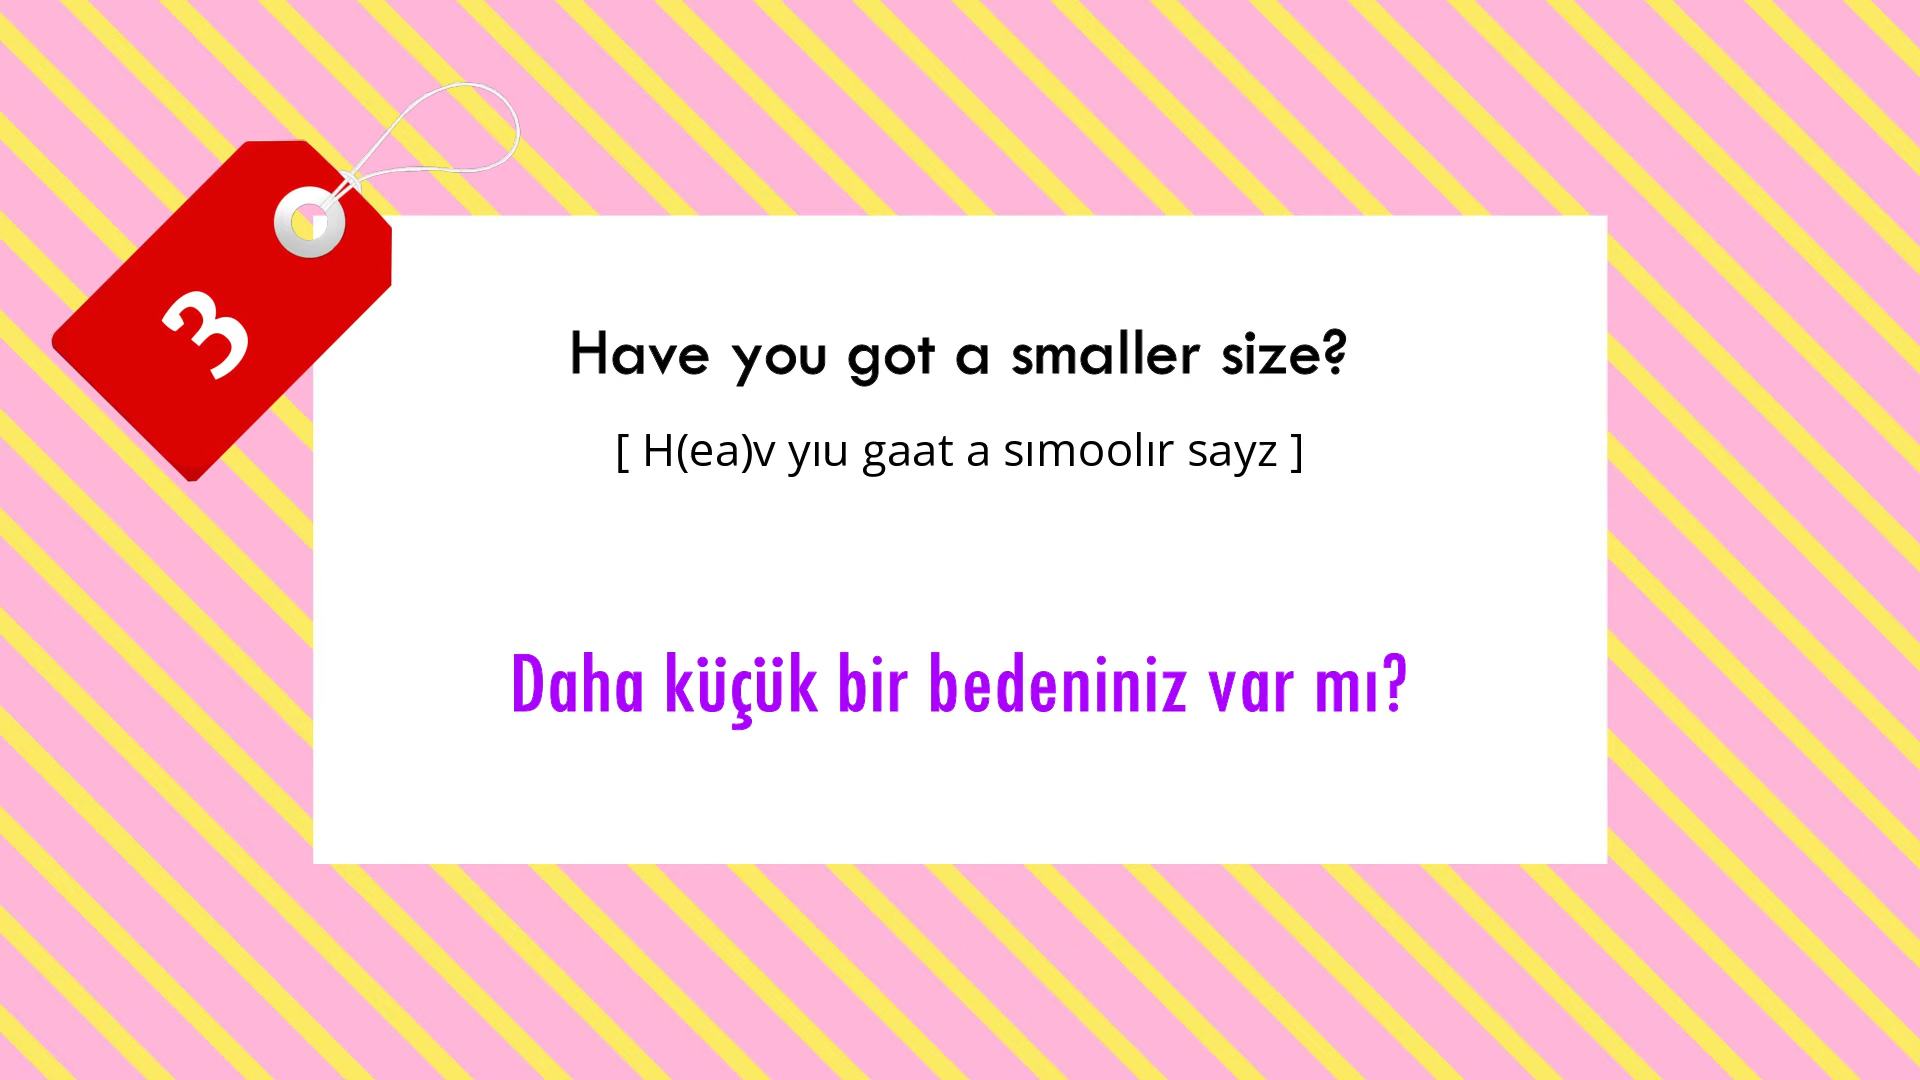 3
Have you got a smaller size?
[ H(ea)v yıu gaat a sımoolır sayz ]
Daha küçük bir bedeniniz var mı?